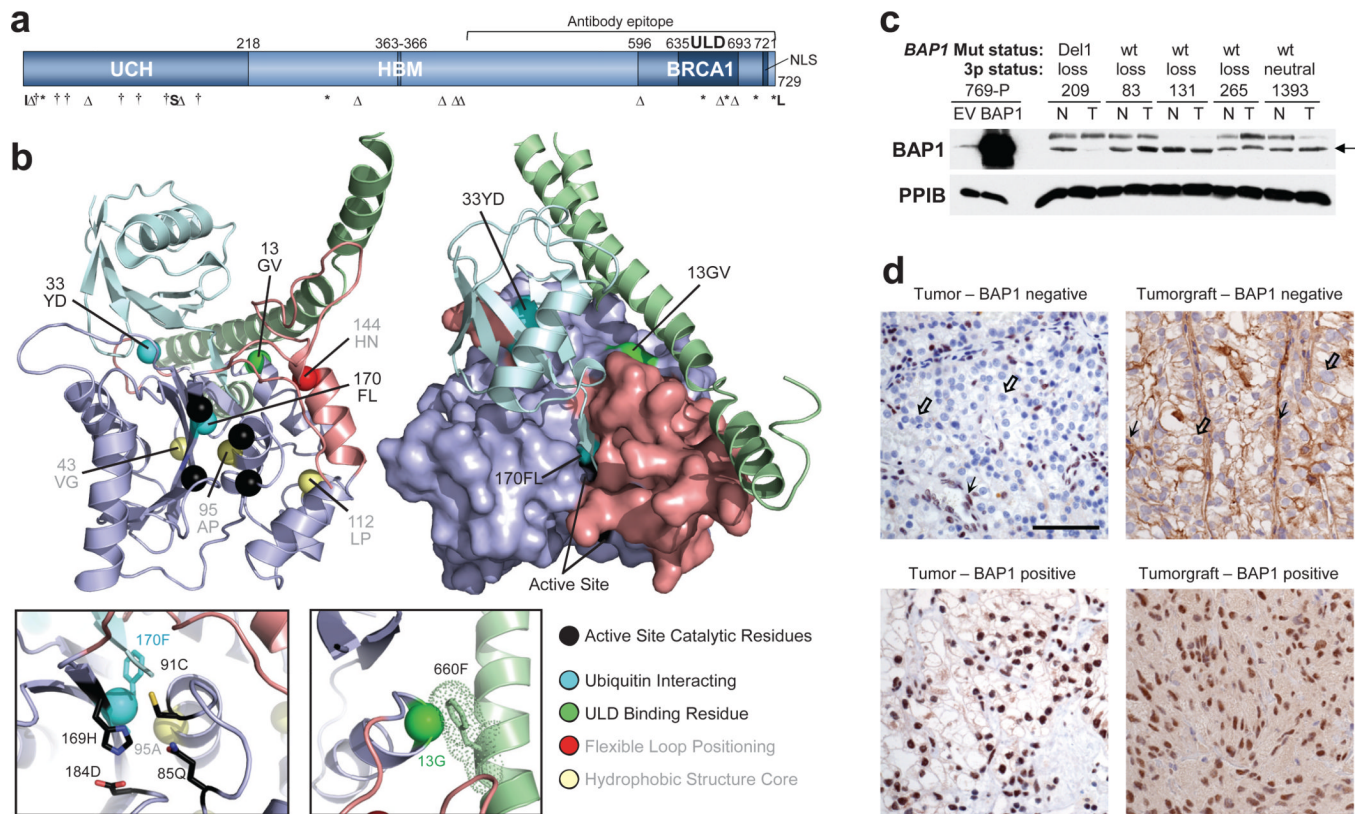 a
Antibody epitope
218 363-366 596 635 ULD 693 721
UCH HBM BRCA1 NLS
729
I Δ † * † † Δ † † † S Δ † * Δ Δ Δ Δ Δ * Δ * Δ * * L
b
33
YD
13
GV
144
HN
170
FL
43
VG
95
AP
112
LP
33YD
13GV
170FL
Active Site
170F
91C
169H
95A
184D
85Q
660F
13G
Active Site Catalytic Residues
Ubiquitin Interacting
ULD Binding Residue
Flexible Loop Positioning
Hydrophobic Structure Core
c
BAP1 Mut status: Del1 wt wt wt wt
3p status: loss loss loss loss neutral
769-P 209 83 131 265 1393
EV BAP1 N T N T N T N T N T
BAP1
PPIB
d
Tumor – BAP1 negative
Tumorgraft – BAP1 negative
Tumor – BAP1 positive
Tumorgraft – BAP1 positive